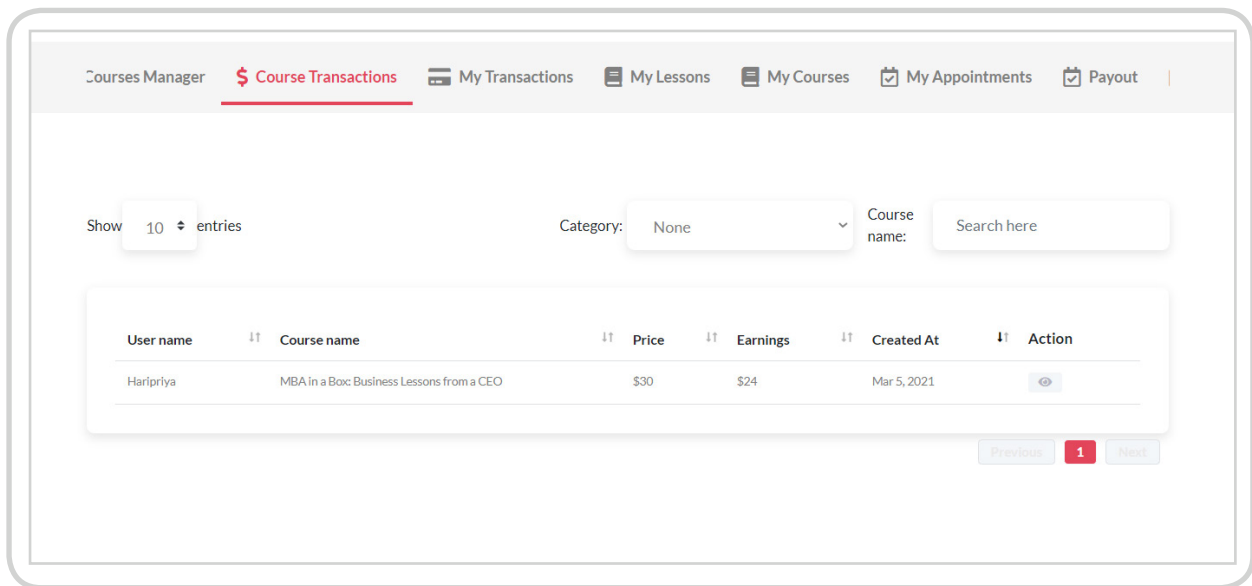 Courses Manager $ Course Transactions My Transactions My Lessons My Courses My Appointments Payout
Show 10 entries Category: None Course name: Search here
User name Course name Price Earnings Created At Action
Haripriya MBA in a Box: Business Lessons from a CEO $30 $24 Mar 5, 2021
Previous 1 Next